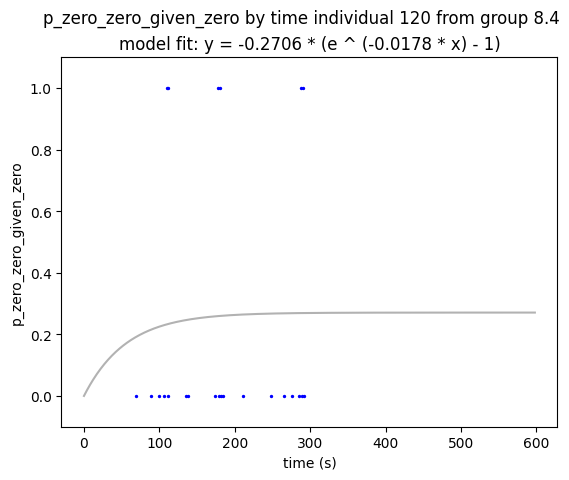 p_zero_zero_given_zero by time individual 120 from group 8.4
model fit: y = -0.2706 * (e ^ (-0.0178 * x) - 1)
p_zero_zero_given_zero
1.0
0.8
0.6
0.4
0.2
0.0
0 100 200 300 400 500 600
time (s)